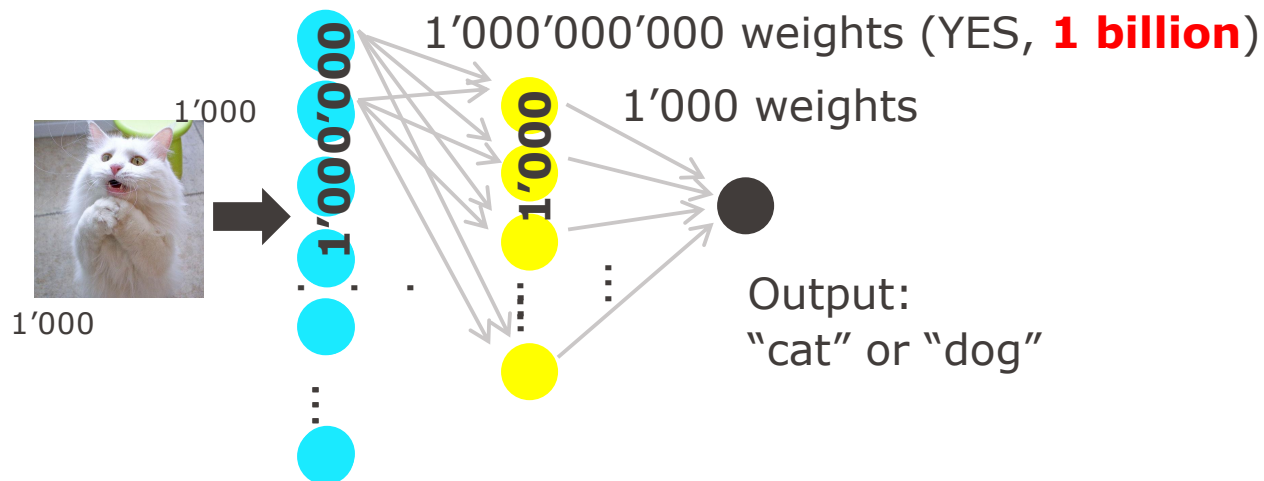 1’000’000’000 weights (YES, 1 billion)
1’000
1’000’000
1’000
1’000 weights
1’000
Output:
“cat” or “dog”